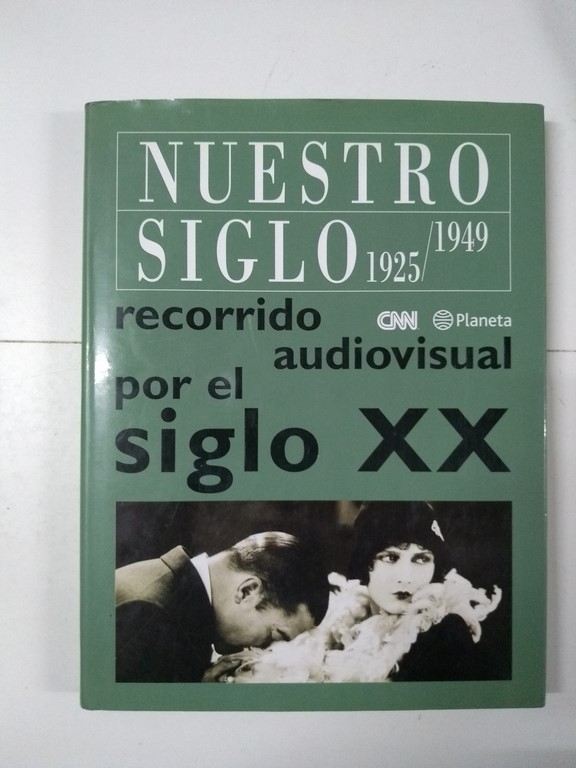 NUESTRO
SIGLO 1925/1949
recorrido CNN Planeta
audiovisual
por el
siglo XX